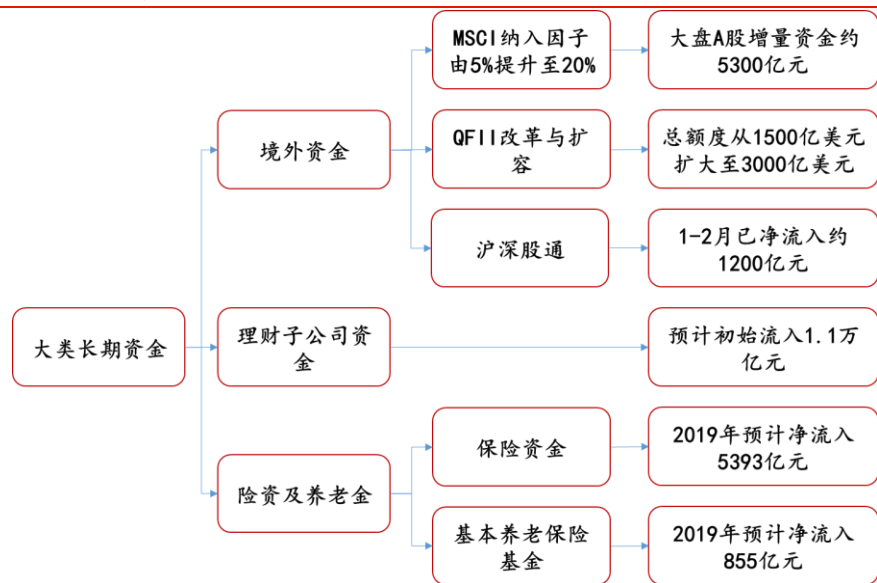 MSCI纳入因子
由5%提升至20%
大盘A股增量资金约
5300亿元
境外资金
QFII改革与扩
容
总额度从1500亿美元
扩大至3000亿美元
沪深股通
1-2月已净流入约
1200亿元
大类长期资金
理财子公司资
金
预计初始流入1.1万
亿元
保险资金
2019年预计净流入
5393亿元
险资及养老金
基本养老保险
基金
2019年预计净流入
855亿元